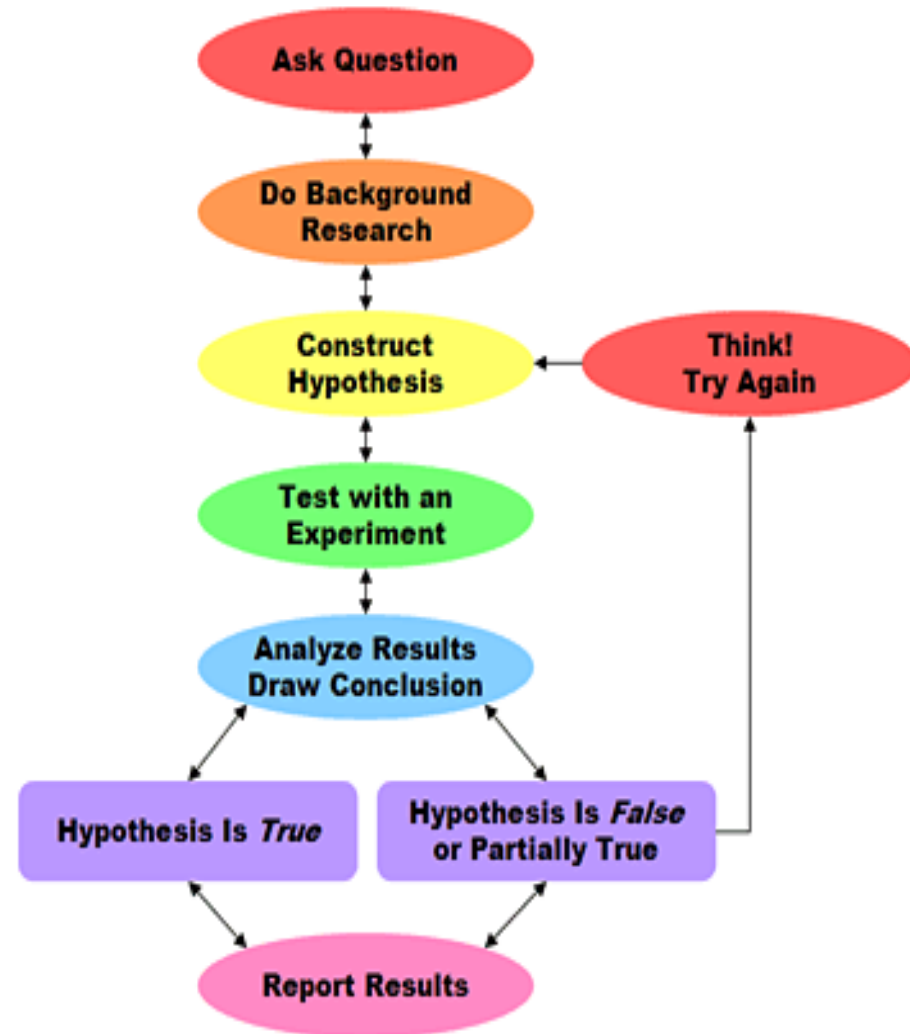 Ask Question
Do Background
Research
Construct
Hypothesis
Think!
Try Again
Test with an
Experiment
Analyze Results
Draw Conclusion
Hypothesis Is True
Hypothesis Is False
or Partially True
Report Results